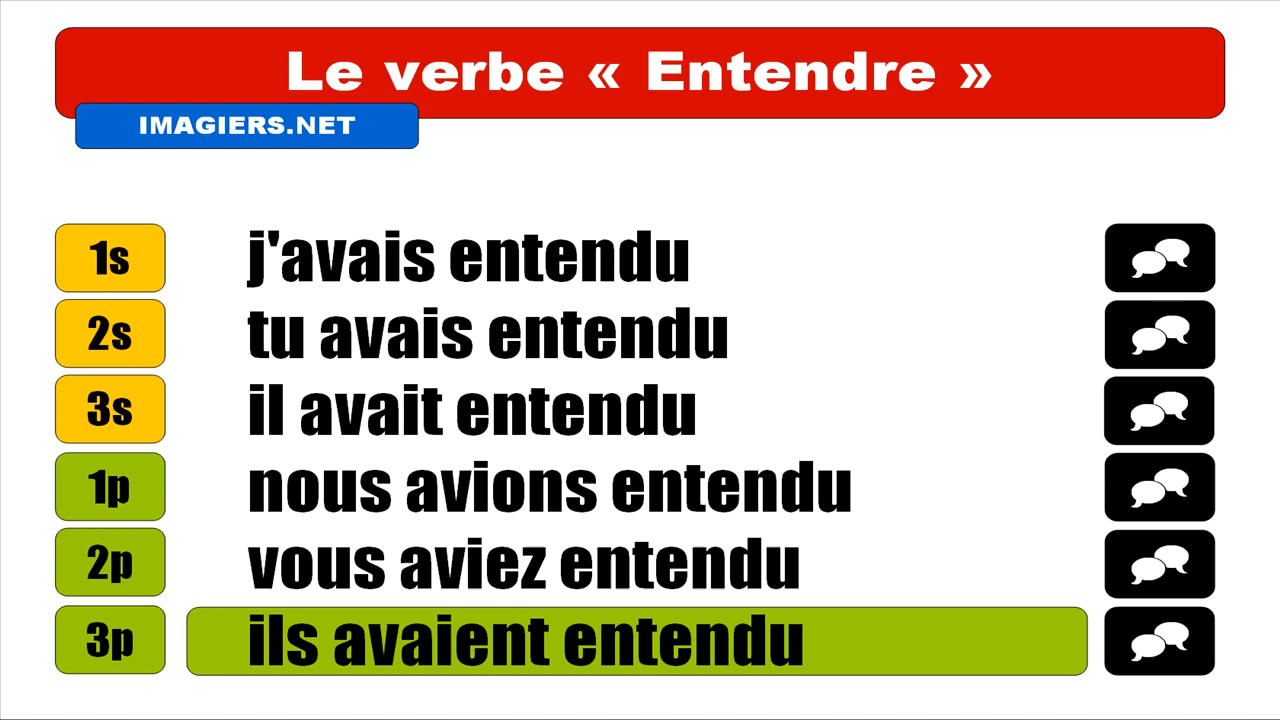 Le verbe « Entendre »
IMAGIERS.NET
1s j'avais entendu
2s tu avais entendu
3s il avait entendu
1p nous avions entendu
2p vous aviez entendu
3p ils avaient entendu